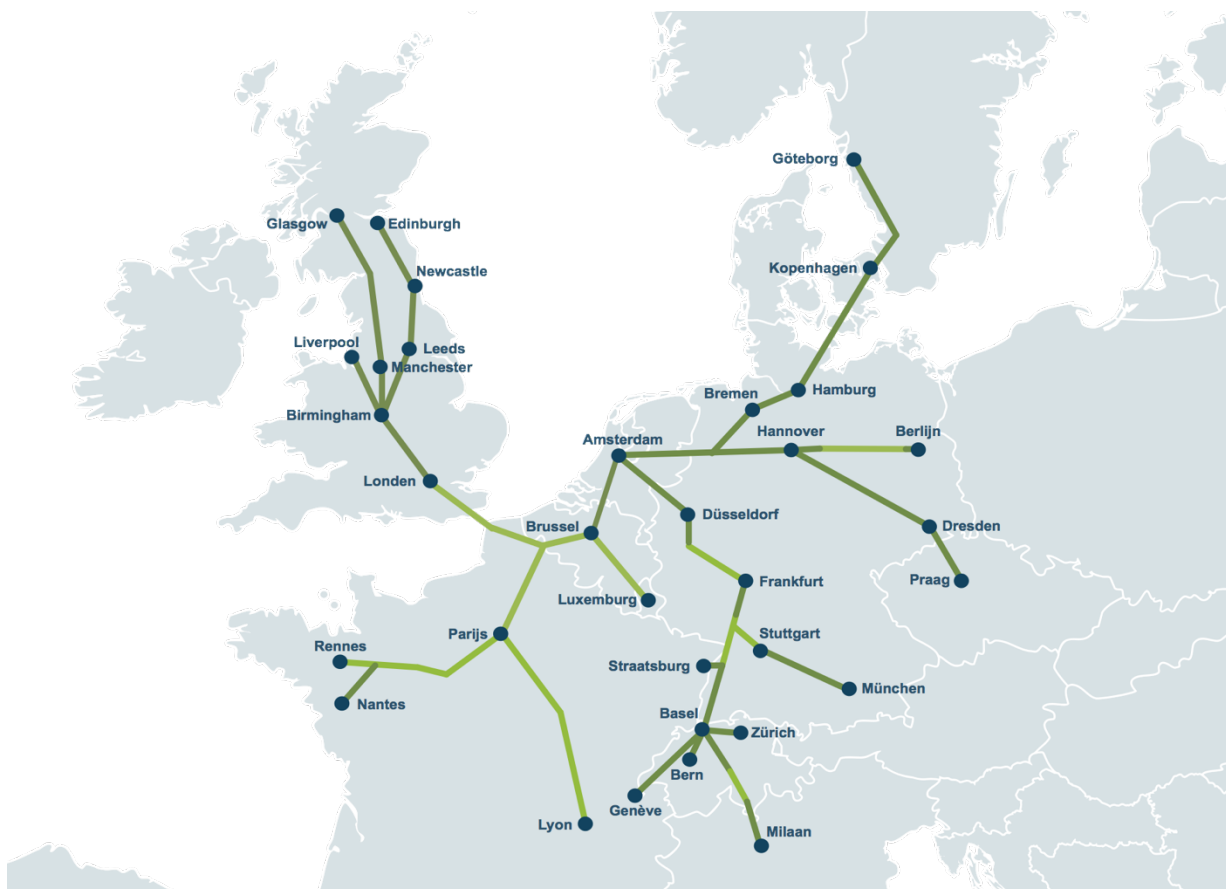 Göteborg
Glasgow
Edinburgh
Kopenhagen
Newcastle
Liverpool
Leeds
Manchester
Hamburg
Bremen
Birmingham
Hannover
Berlijn
Amsterdam
Londen
Düsseldorf
Brussel
Dresden
Frankfurt
Praag
Luxemburg
Parijs
Stuttgart
Rennes
Straatsburg
München
Nantes
Basel
Zürich
Bern
Genève
Lyon
Milaan